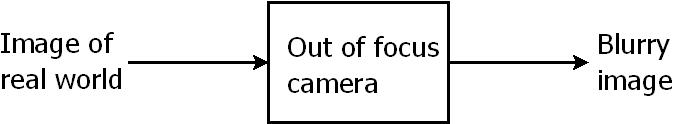 Image of
real world
Out of focus
camera
Blurry
image